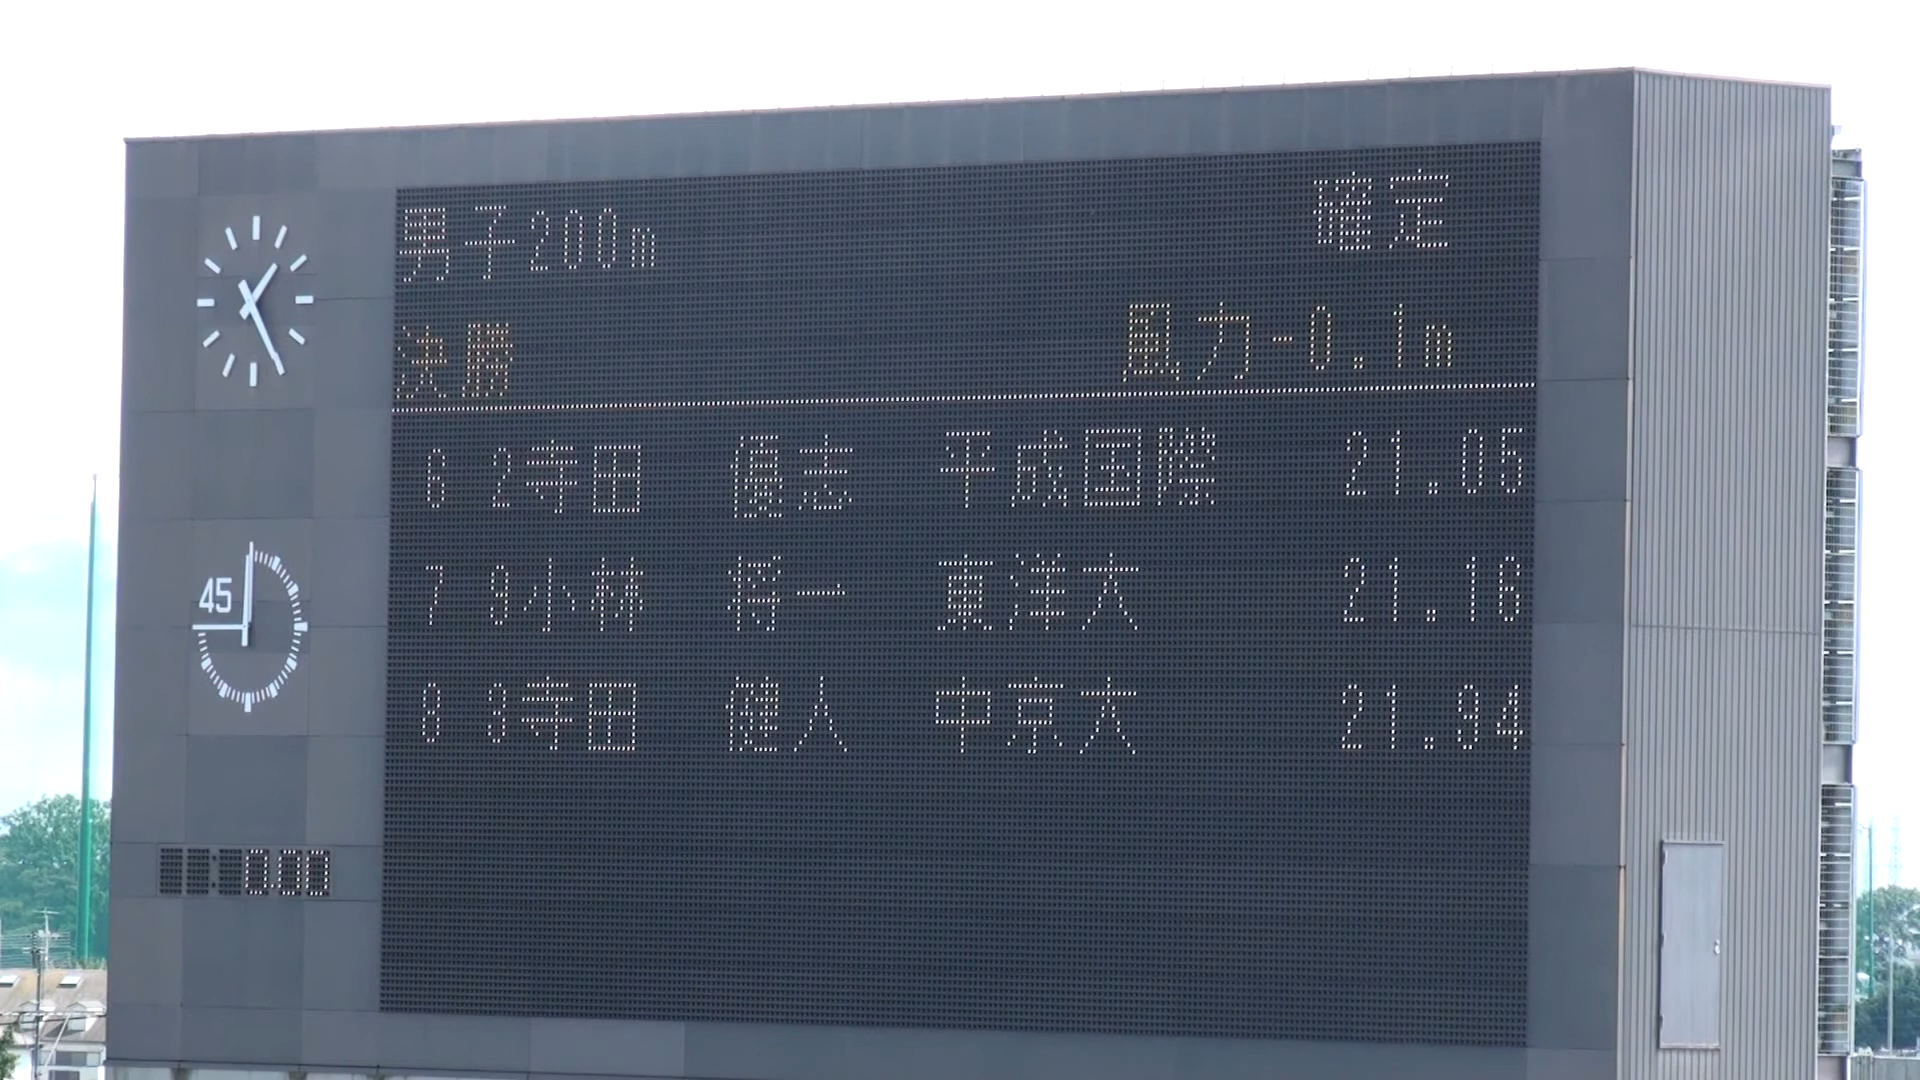 男子200m 確定
決勝 風力-0.1m
6 2寺田 優志 平成国際 21.05
7 9小林 将一 東洋大 21.16
8 3寺田 健人 中京大 21.94
45
0.00